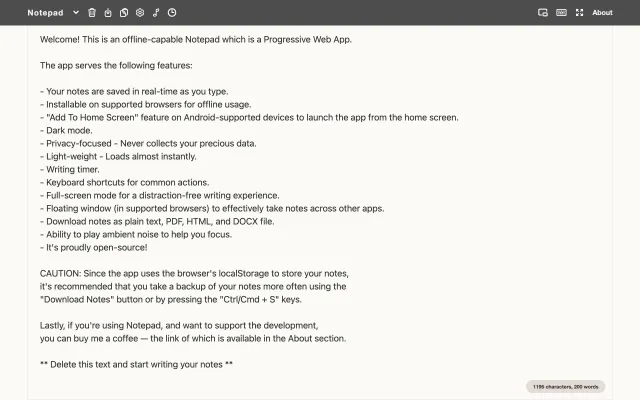 Notepad
About
Welcome! This is an offline-capable Notepad which is a Progressive Web App.
The app serves the following features:
- Your notes are saved in real-time as you type.
- Installable on supported browsers for offline usage.
- "Add To Home Screen" feature on Android-supported devices to launch the app from the home screen.
- Dark mode.
- Privacy-focused - Never collects your precious data.
- Light-weight - Loads almost instantly.
- Writing timer.
- Keyboard shortcuts for common actions.
- Full-screen mode for a distraction-free writing experience.
- Floating window (in supported browsers) to effectively take notes across other apps.
- Download notes as plain text, PDF, HTML, and DOCX file.
- Ability to play ambient noise to help you focus.
- It's proudly open-source!
CAUTION: Since the app uses the browser's localStorage to store your notes,
it's recommended that you take a backup of your notes more often using the
"Download Notes" button or by pressing the "Ctrl/Cmd + S" keys.
Lastly, if you're using Notepad, and want to support the development,
you can buy me a coffee — the link of which is available in the About section.
** Delete this text and start writing your notes **
1195 characters, 200 words